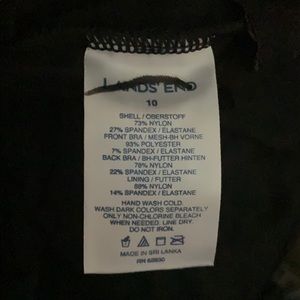 LANDS' END
10
SHELL / OBERSTOFF
73% NYLON
27% SPANDEX / ELASTANE
FRONT BRA / MESH-BH VORNE
93% POLYESTER
7% SPANDEX / ELASTANE
BACK BRA / BH-FUTTER HINTEN
78% NYLON
22% SPANDEX / ELASTANE
LINING / FUTTER
86% NYLON
14% SPANDEX / ELASTANE
HAND WASH COLD.
WASH DARK COLORS SEPARATELY
ONLY NON-CHLORINE BLEACH
WHEN NEEDED. LINE DRY.
DO NOT IRON.
MADE IN SRI LANKA
RN